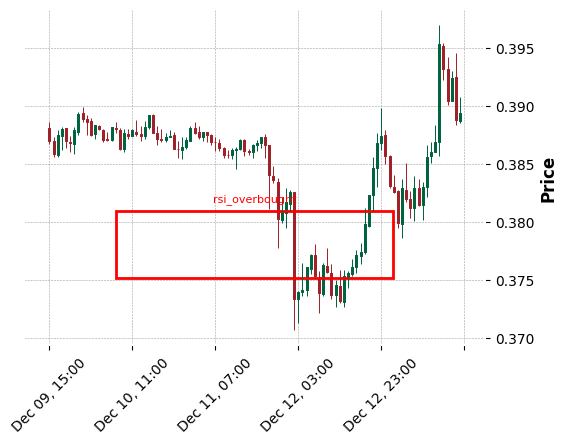 0.395
0.390
0.385
0.380
0.375
0.370
Price
rsi_overbought
Dec 09, 15:00
Dec 10, 11:00
Dec 11, 07:00
Dec 12, 03:00
Dec 12, 23:00